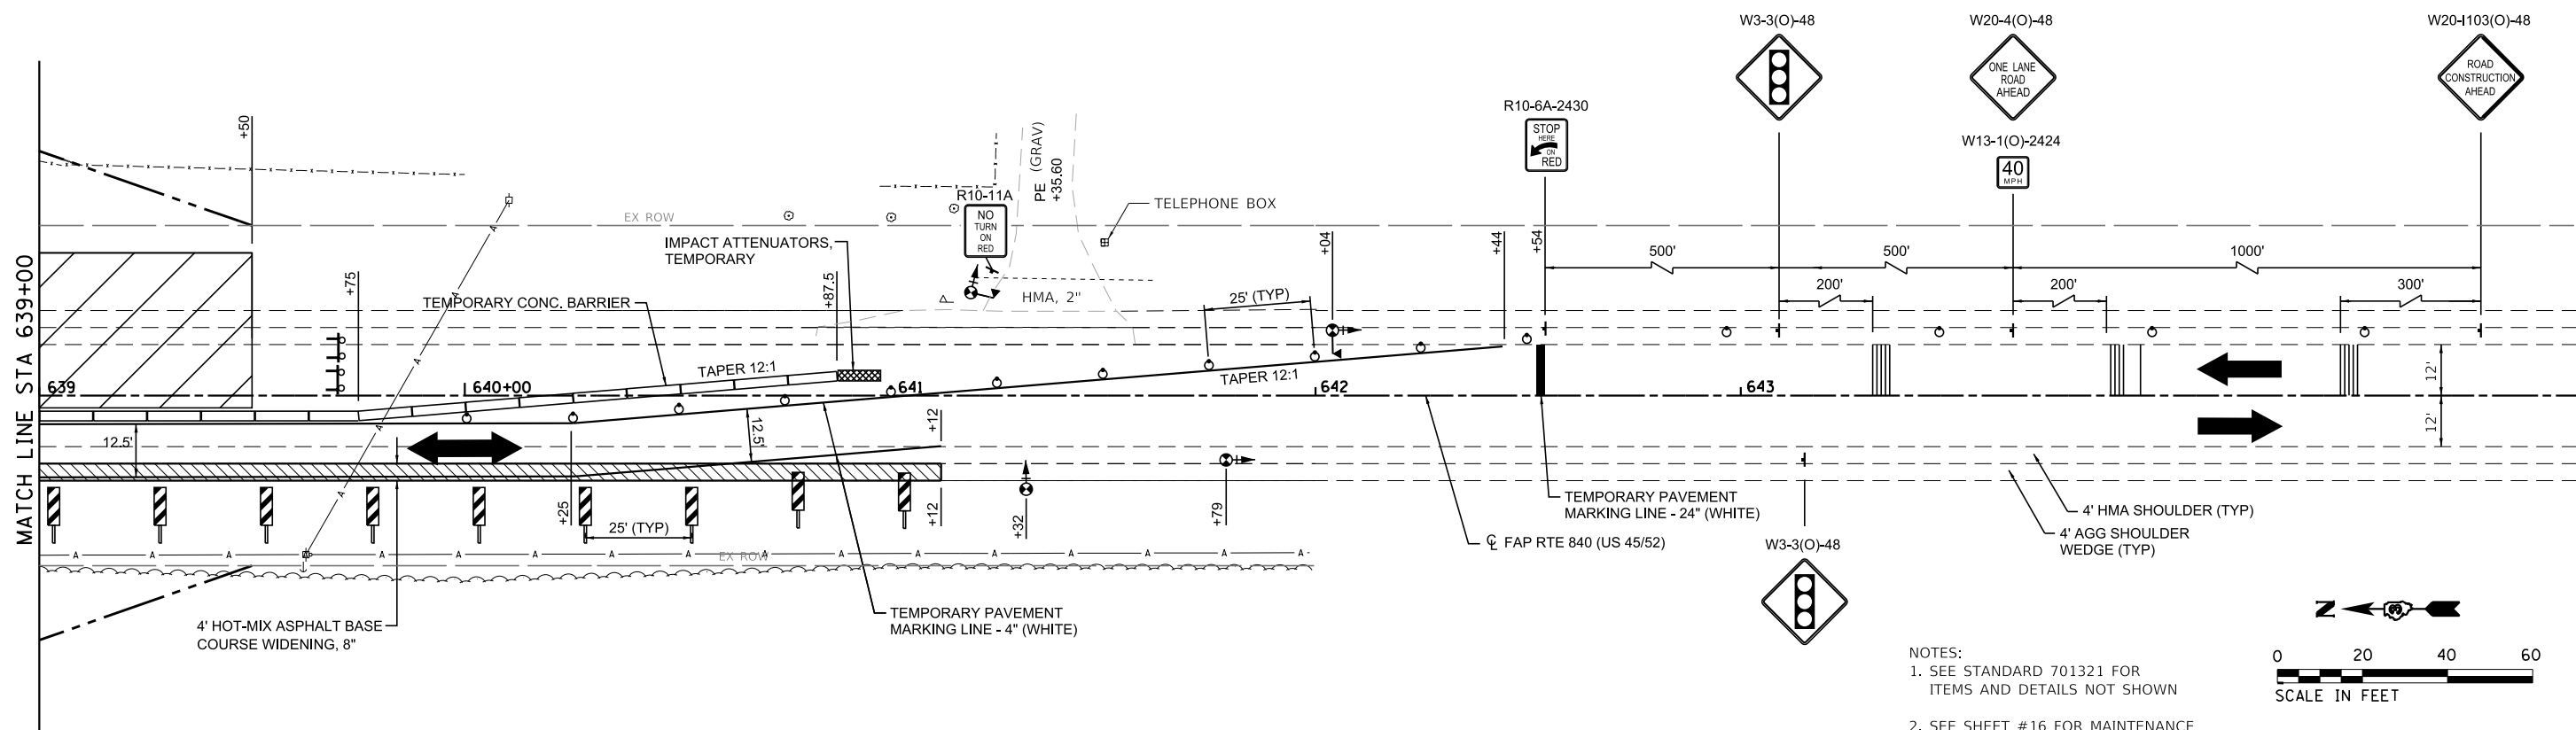 W3-3(O)-48
W20-4(O)-48
W20-I103(O)-48
ONE LANE
ROAD
AHEAD
ROAD
CONSTRUCTION
AHEAD
R10-6A-2430
STOP
HERE
ON
RED
W13-1(O)-2424
40
MPH
+50
R10-11A
NO
TURN
ON
RED
PE (GRAV)
+35.60
TELEPHONE BOX
EX ROW
IMPACT ATTENUATORS,
TEMPORARY
+04
+44
+54
500'
500'
1000'
200'
200'
300'
+75
TEMPORARY CONC. BARRIER
+87.5
HMA, 2"
25' (TYP)
A
A
A
A
A
MATCH LINE STA 639+00
TAPER 12:1
TAPER 12:1
639
640+00
641
642
643
12'
12'
12.5'
12.5'
+12
+25
25' (TYP)
+12
+32
+79
TEMPORARY PAVEMENT
MARKING LINE - 24" (WHITE)
℄ FAP RTE 840 (US 45/52)
4' HMA SHOULDER (TYP)
4' AGG SHOULDER
WEDGE (TYP)
A A A A A A A A A A A A A A A A
EX ROW
W3-3(O)-48
4' HOT-MIX ASPHALT BASE
COURSE WIDENING, 8"
TEMPORARY PAVEMENT
MARKING LINE - 4" (WHITE)
N
3
NOTES:
1. SEE STANDARD 701321 FOR
ITEMS AND DETAILS NOT SHOWN
2. SEE SHEET #16 FOR MAINTENANCE
0 20 40 60
SCALE IN FEET